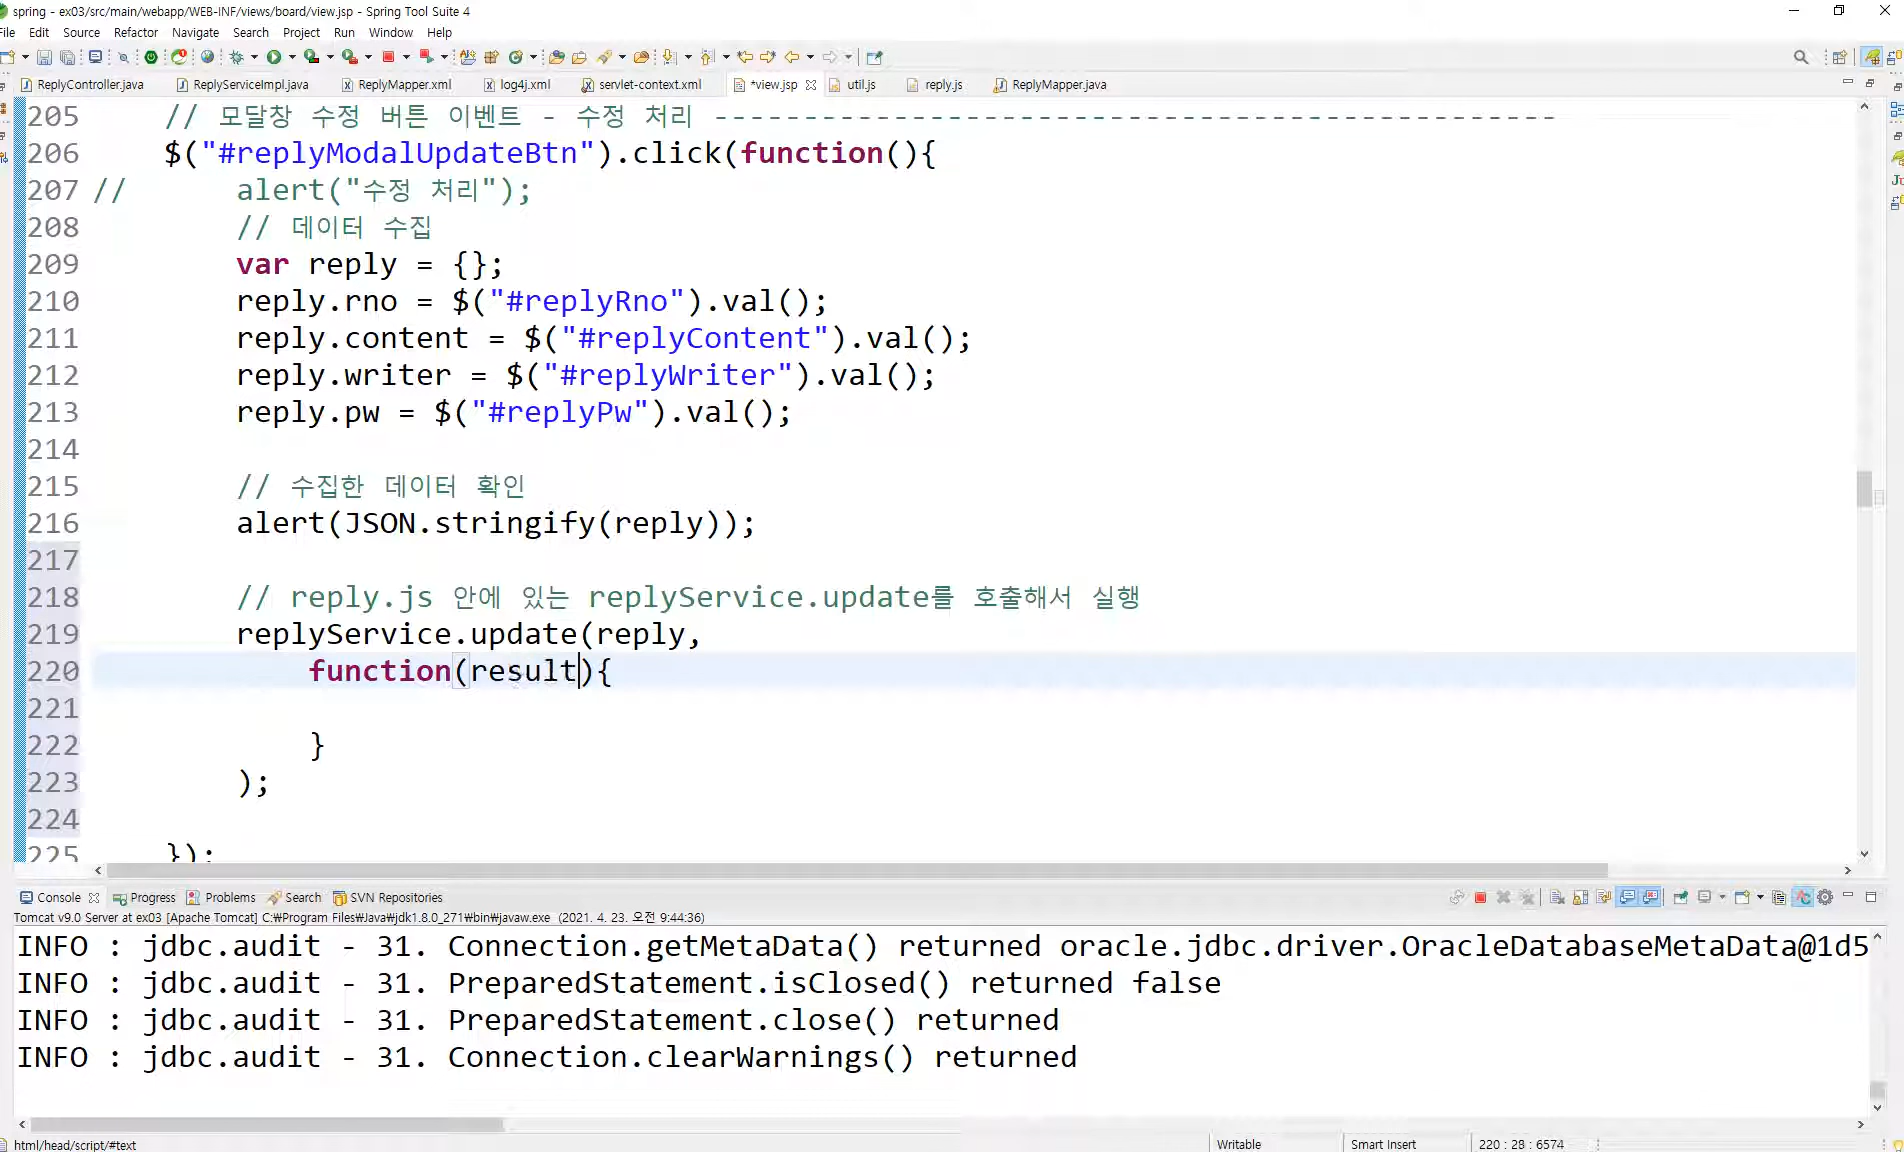 spring - ex03/src/main/webapp/WEB-INF/views/board/view.jsp - Spring Tool Suite 4
File Edit Source Refactor Navigate Search Project Run Window Help
ReplyController.java ReplyServiceImpl.java ReplyMapper.xml log4j.xml servlet-context.xml *view.jsp util.js reply.js ReplyMapper.java
205 // 모달창 수정 버튼 이벤트 - 수정 처리 -----------------------------------------------
206 $("#replyModalUpdateBtn").click(function(){
207 // alert("수정 처리");
208 // 데이터 수집
209 var reply = {};
210 reply.rno = $("#replyRno").val();
211 reply.content = $("#replyContent").val();
212 reply.writer = $("#replyWriter").val();
213 reply.pw = $("#replyPw").val();
214
215 // 수집한 데이터 확인
216 alert(JSON.stringify(reply));
217
218 // reply.js 안에 있는 replyService.update를 호출해서 실행
219 replyService.update(reply,
220 function(result){
221
222 }
223 );
224
225 });
Console Progress Problems Search SVN Repositories
Tomcat v9.0 Server at ex03 [Apache Tomcat] C:₩Program Files₩Java₩jdk1.8.0_271₩bin₩javaw.exe (2021. 4. 23. 오전 9:44:36)
INFO : jdbc.audit - 31. Connection.getMetaData() returned oracle.jdbc.driver.OracleDatabaseMetaData@1d5
INFO : jdbc.audit - 31. PreparedStatement.isClosed() returned false
INFO : jdbc.audit - 31. PreparedStatement.close() returned
INFO : jdbc.audit - 31. Connection.clearWarnings() returned
html/head/script/#text Writable Smart Insert 220 : 28 : 6574